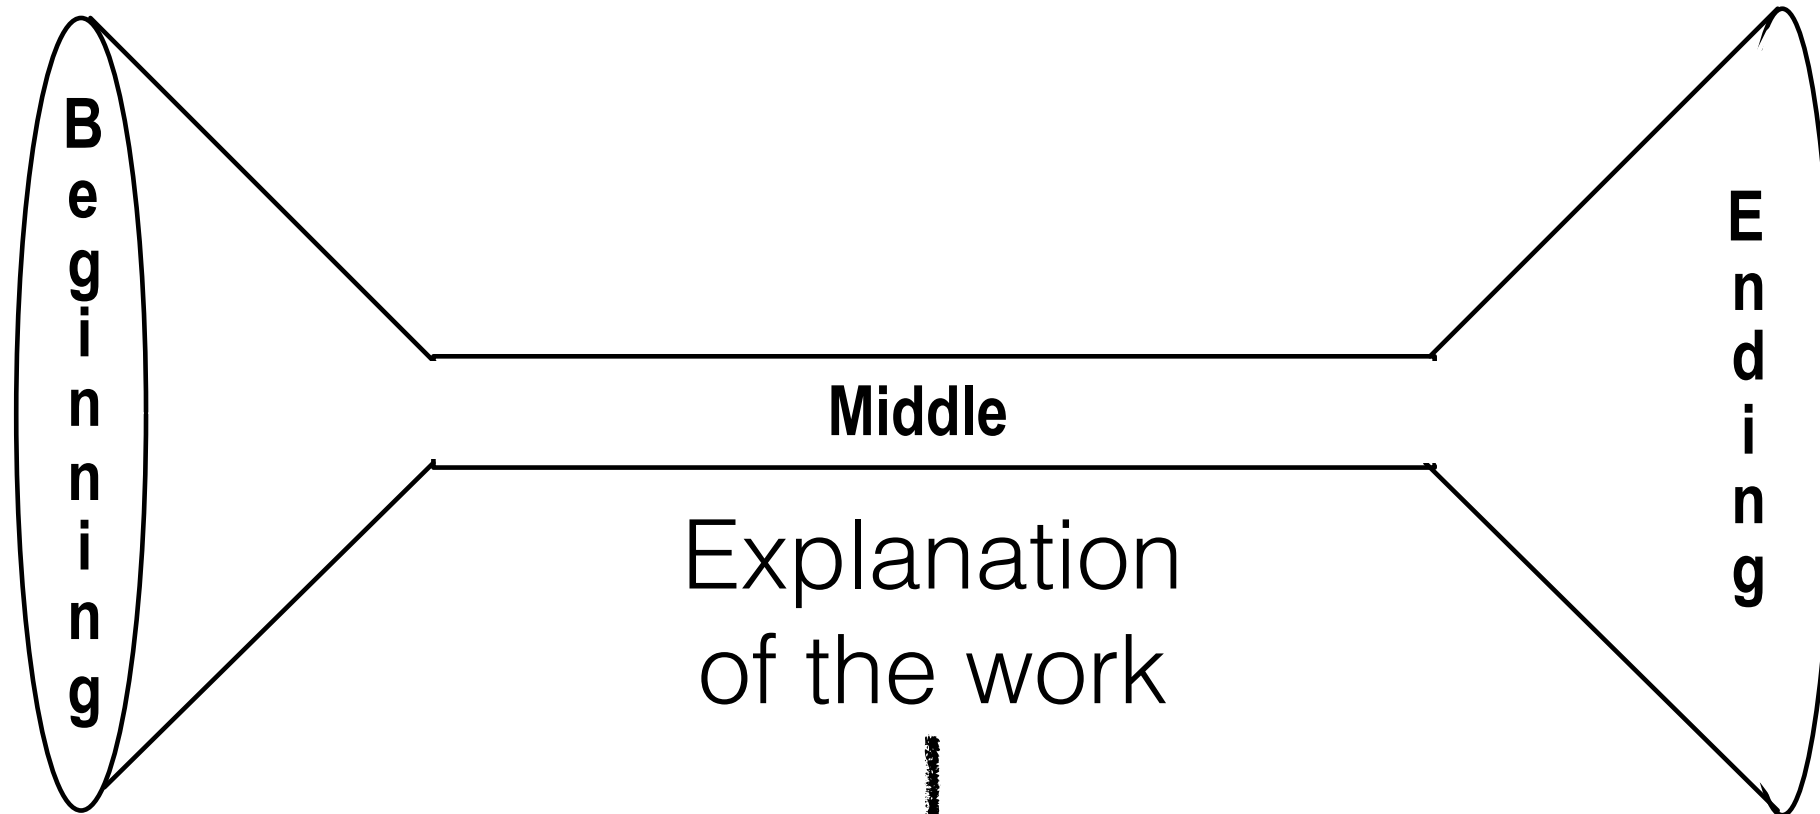 Beginning
Middle
Ending
Explanation
of the work